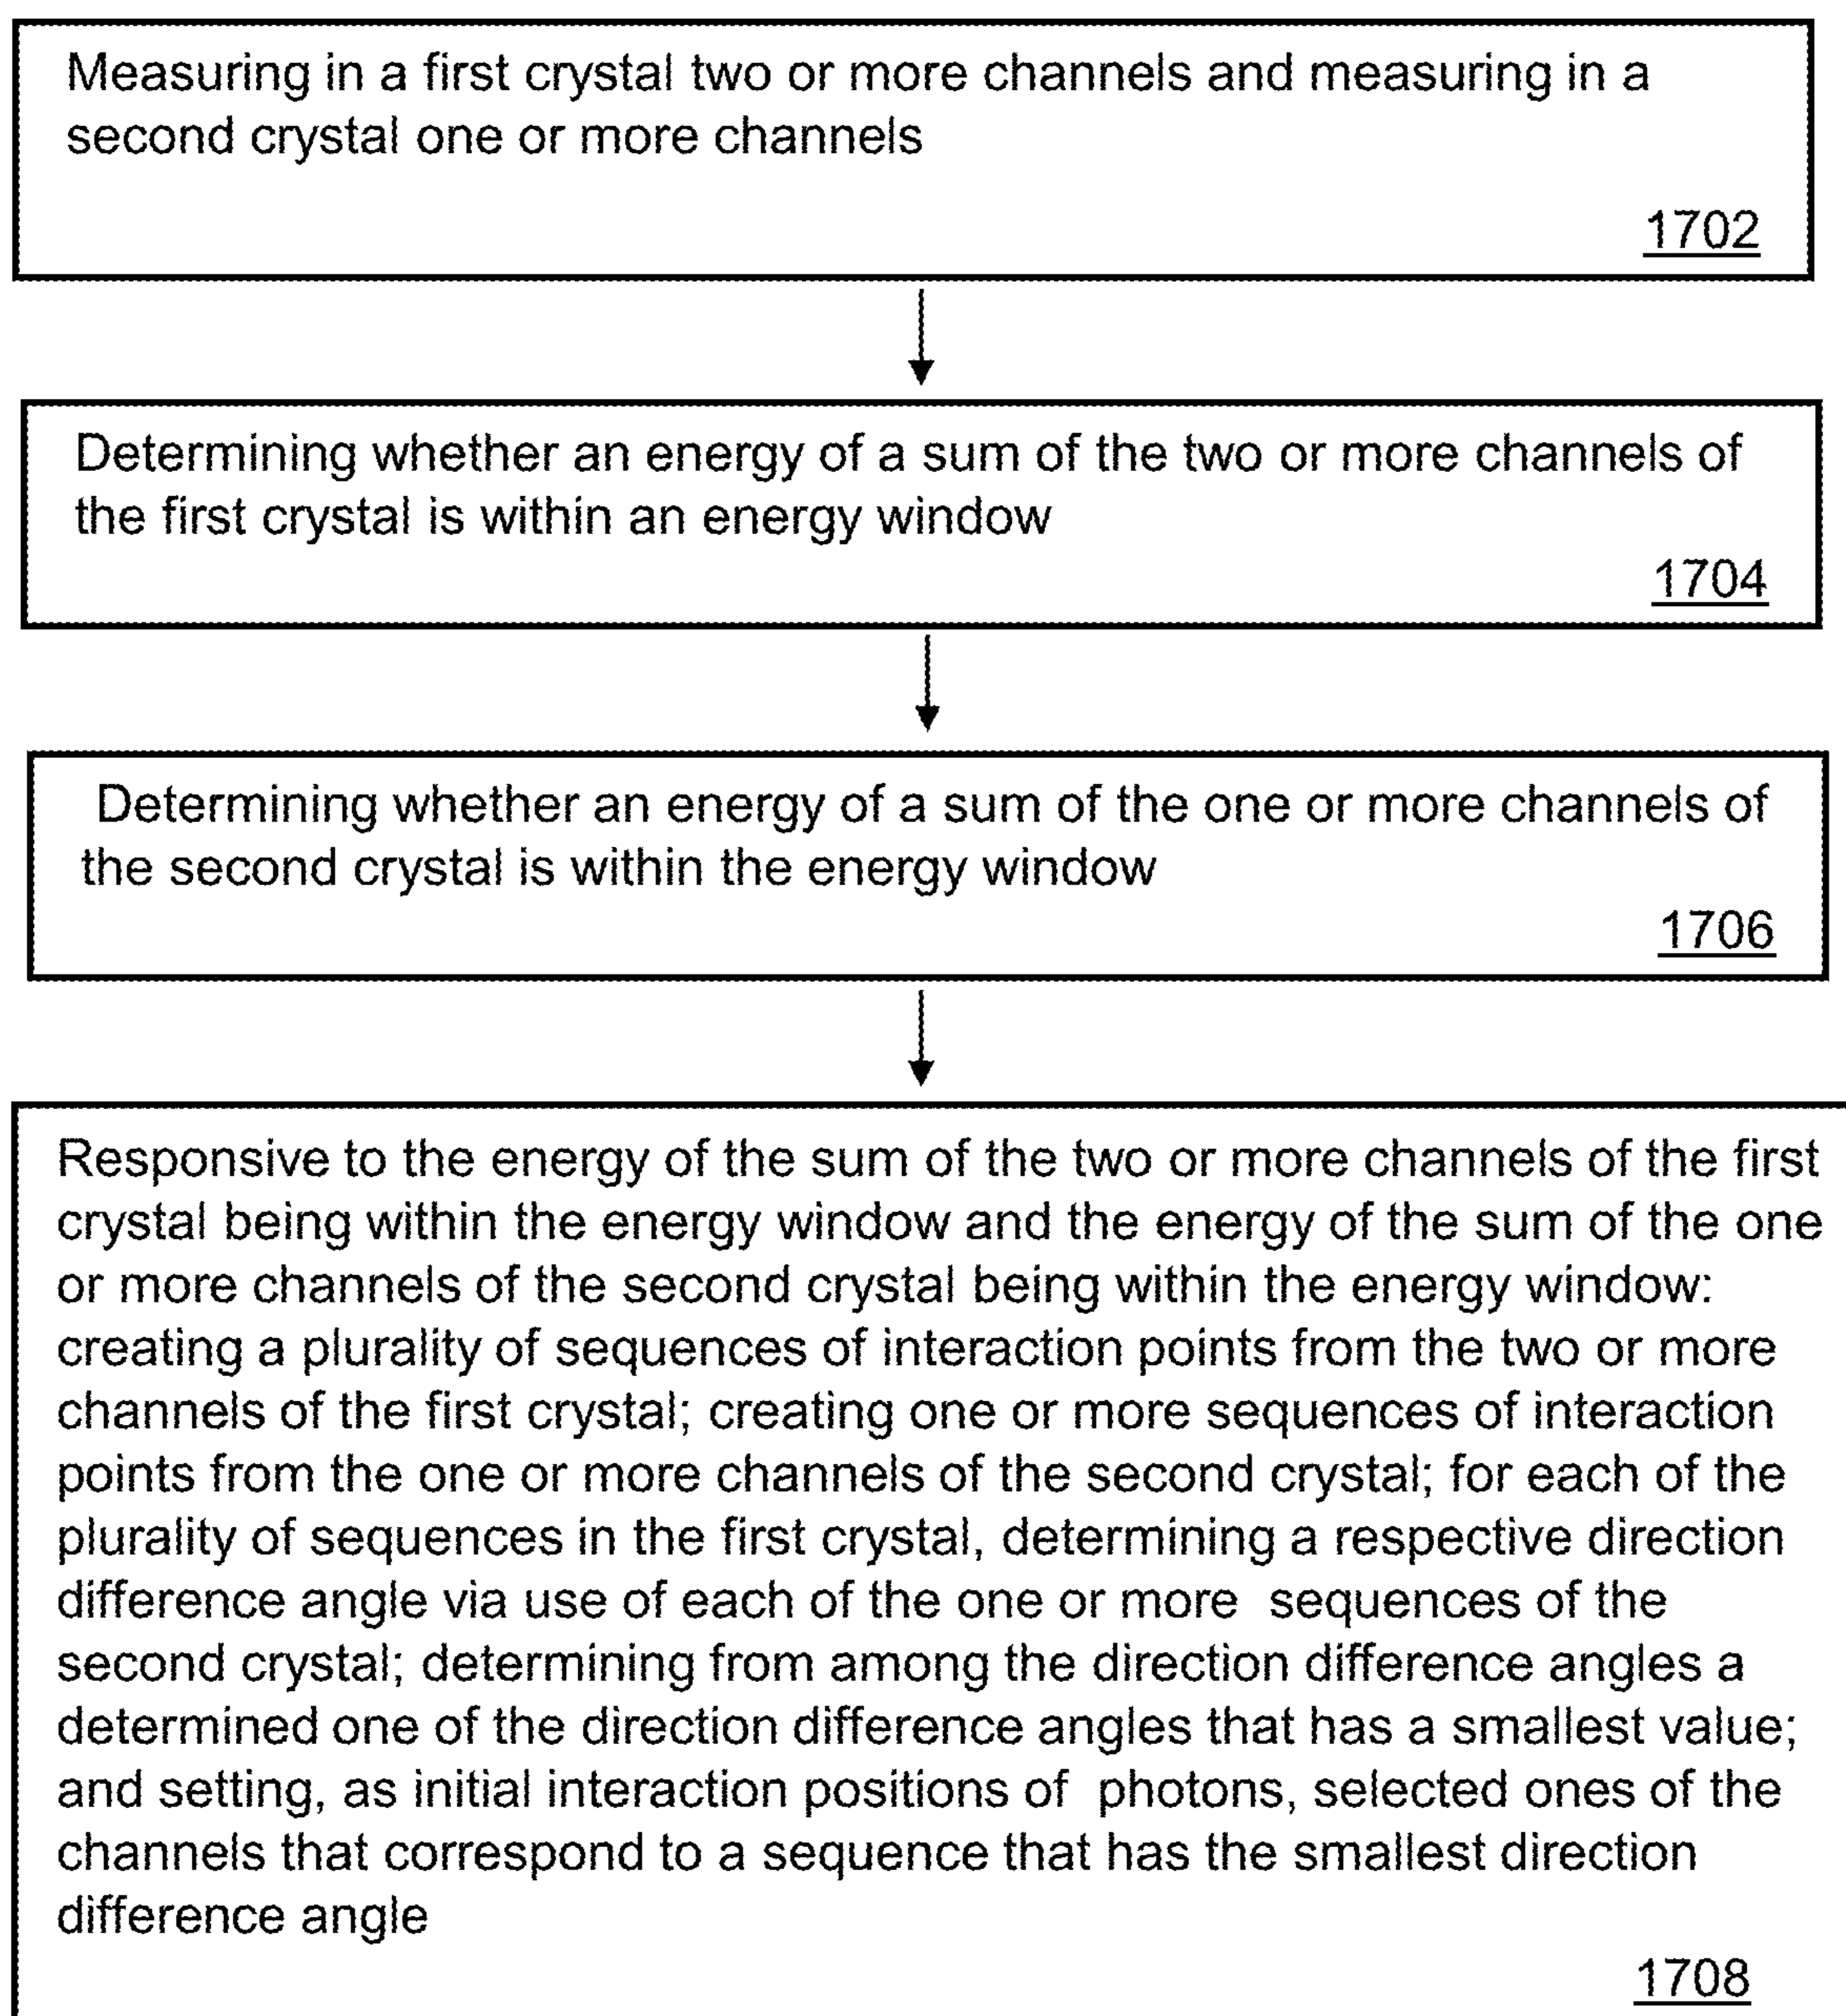 Measuring in a first crystal two or more channels and measuring in a
second crystal one or more channels
1702
Determining whether an energy of a sum of the two or more channels of
the first crystal is within an energy window
1704
Determining whether an energy of a sum of the one or more channels of
the second crystal is within the energy window
1706
Responsive to the energy of the sum of the two or more channels of the first
crystal being within the energy window and the energy of the sum of the one
or more channels of the second crystal being within the energy window:
creating a plurality of sequences of interaction points from the two or more
channels of the first crystal; creating one or more sequences of interaction
points from the one or more channels of the second crystal; for each of the
plurality of sequences in the first crystal, determining a respective direction
difference angle via use of each of the one or more sequences of the
second crystal; determining from among the direction difference angles a
determined one of the direction difference angles that has a smallest value;
and setting, as initial interaction positions of photons, selected ones of the
channels that correspond to a sequence that has the smallest direction
difference angle
1708